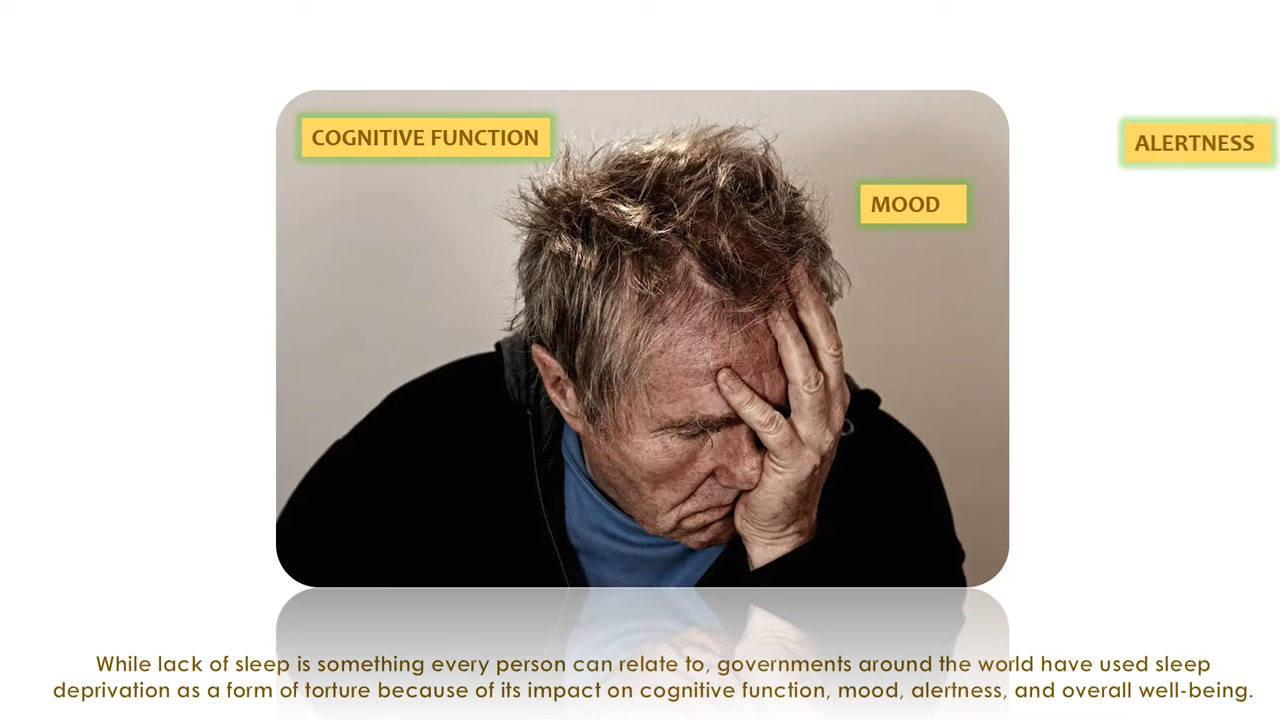 COGNITIVE FUNCTION
ALERTNESS
MOOD
While lack of sleep is something every person can relate to, governments around the world have used sleep
deprivation as a form of torture because of its impact on cognitive function, mood, alertness, and overall well-being.